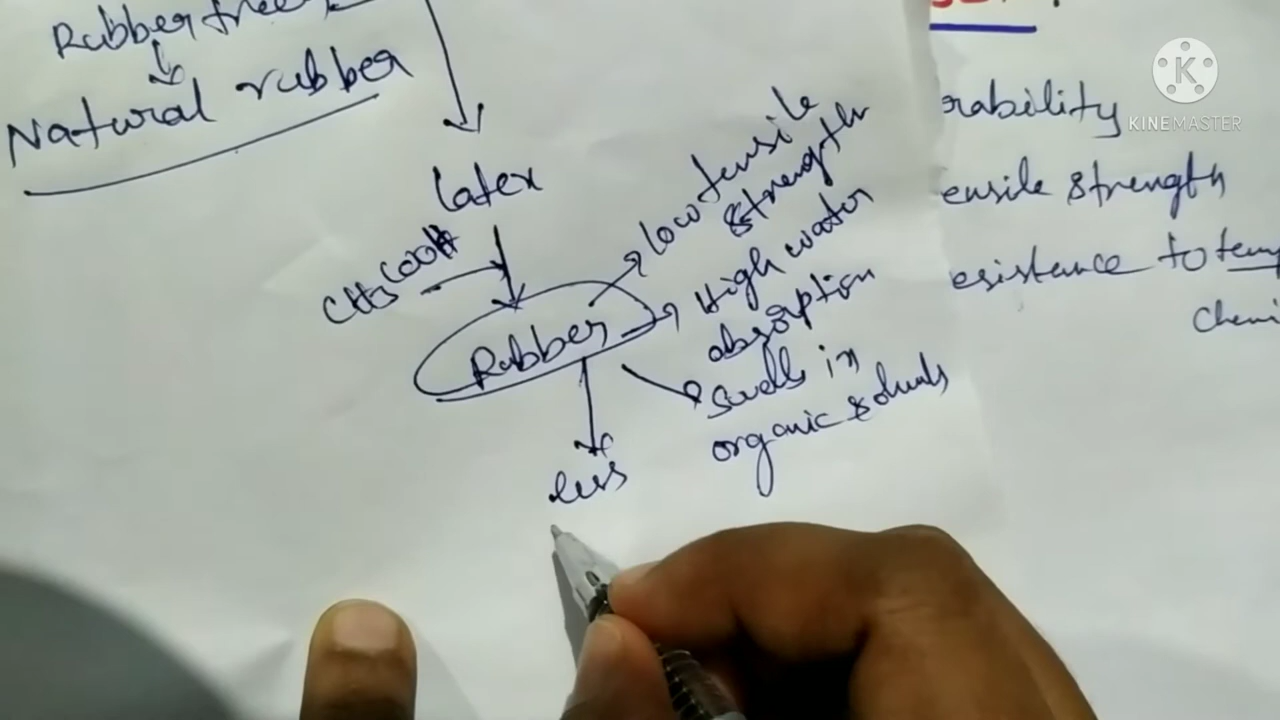 Rubber tree
Natural rubber
Latex
CH3COOH
Rubber
low tensile
strength
High water
absorption
swells in
organic solvents
less
rability
ensile strength
esistance to temp
Chemi
KINEMASTER